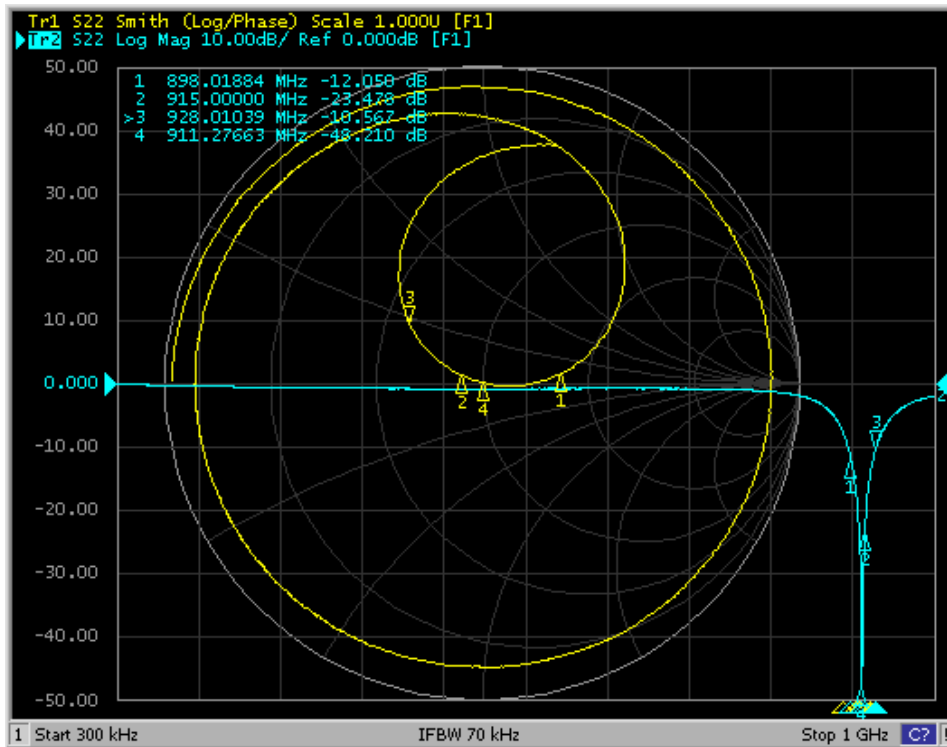 Tr1 S22 Smith (Log/Phase) Scale 1.000U [F1]
Tr2 S22 Log Mag 10.00dB/ Ref 0.000dB [F1]
50.00
1 898.01884 MHz -12.050 dB
2 915.00000 MHz -23.478 dB
>3 928.01039 MHz -10.567 dB
4 911.27663 MHz -48.210 dB
40.00
30.00
20.00
10.00
3
0.000
2
4
1
2
3
-10.00
1
-20.00
2
-30.00
-40.00
-50.00
4
1 Start 300 kHz IFBW 70 kHz Stop 1 GHz C?